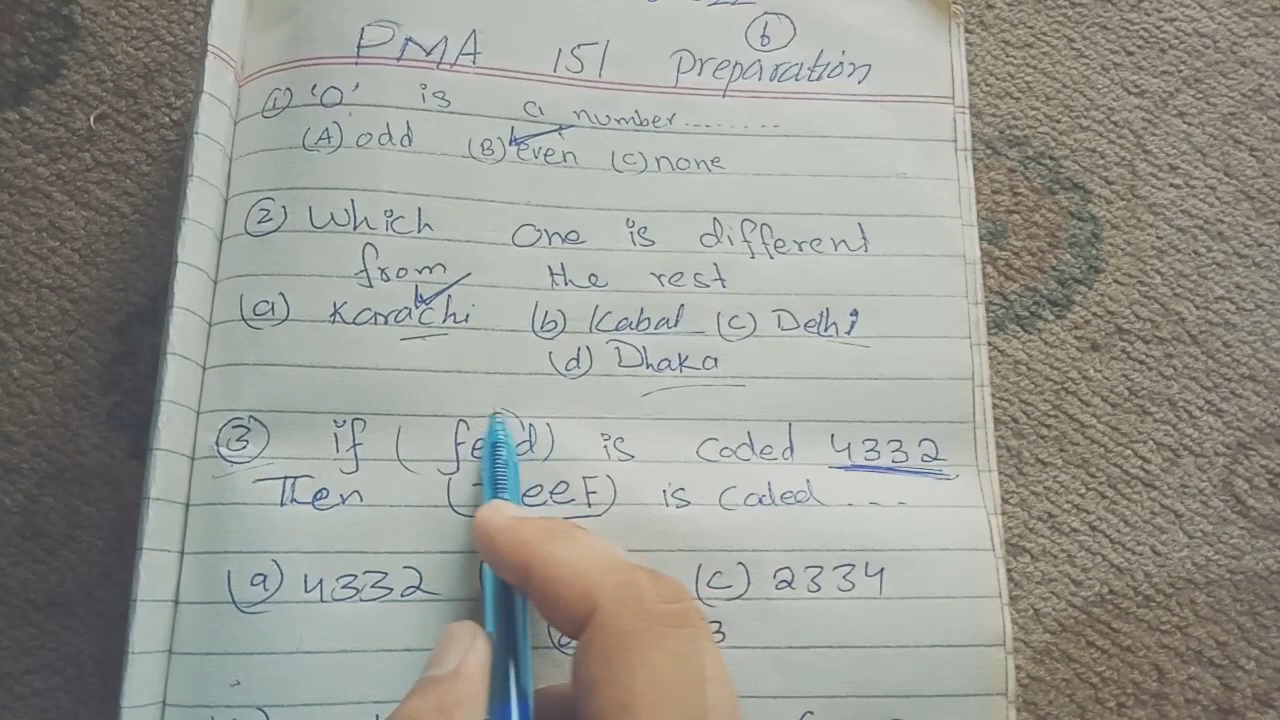 6
PMA 151 Preparation
① '0' is a number........
(A) odd (B) even (C) none
② Which one is different
from the rest
(a) Karachi (b) Kabal (c) Delhi
(d) Dhaka
③ if ( is coded 4332
Then is coded ....
(a) 4332 (C) 2334
3